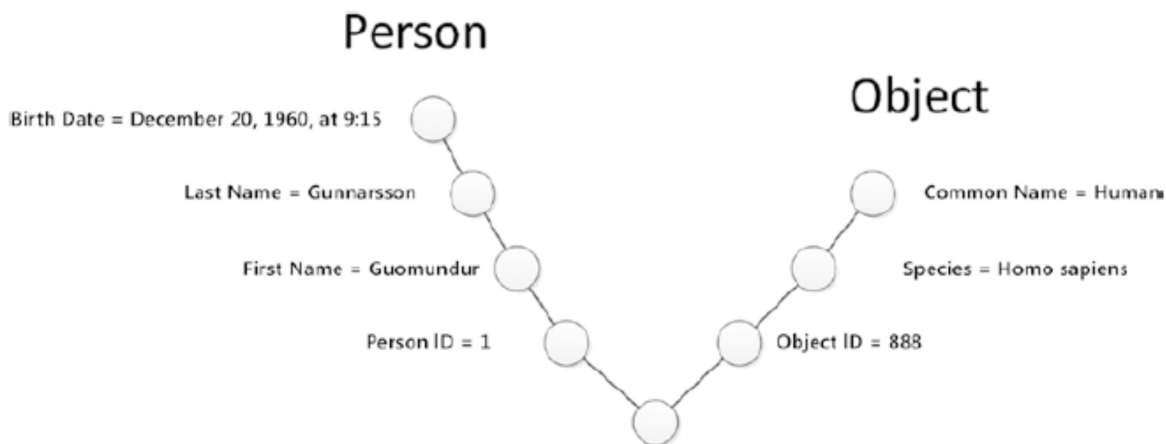 Person
Object
Birth Date = December 20, 1960, at 9:15
Last Name = Gunnarsson
Common Name = Human
First Name = Guomundur
Species = Homo sapiens
Person ID = 1
Object ID = 888